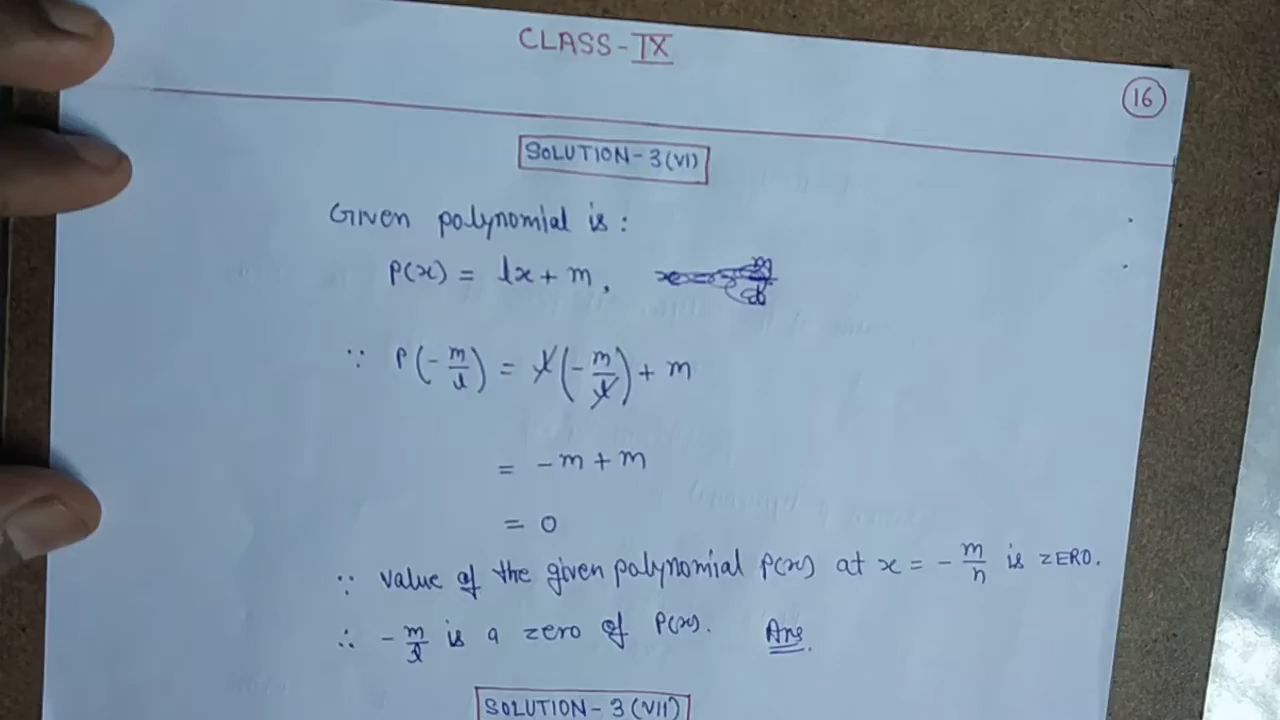 CLASS-IX
16
SOLUTION-3(VI)
Given polynomial is:
P(x) = lx + m,
∵ P(-m/l) = l(-m/l) + m
= -m + m
= 0
∵ value of the given polynomial P(x) at x = -m/n is ZERO.
∴ -m/l is a zero of P(x). Ans
SOLUTION-3(VII)